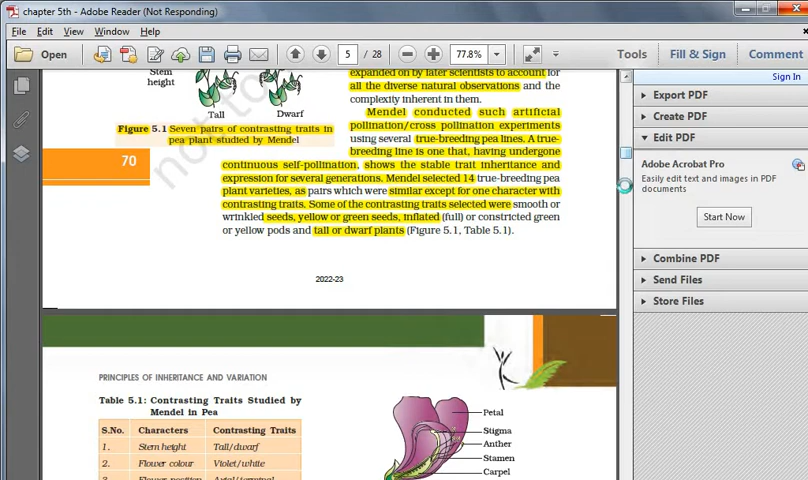 chapter 5th - Adobe Reader (Not Responding)
File Edit View Window Help
Open 5 / 28 77.8% Tools Fill & Sign Comment
Sign In
Export PDF
Create PDF
Edit PDF
Adobe Acrobat Pro
Easily edit text and images in PDF
documents
Start Now
Combine PDF
Send Files
Store Files
Stem
height
Tall Dwarf
Figure 5.1 Seven pairs of contrasting traits in
pea plant studied by Mendel
70
expanded on by later scientists to account for
all the diverse natural observations and the
complexity inherent in them.
Mendel conducted such artificial
pollination/cross pollination experiments
using several true-breeding pea lines. A true-
breeding line is one that, having undergone
continuous self-pollination, shows the stable trait inheritance and
expression for several generations. Mendel selected 14 true-breeding pea
plant varieties, as pairs which were similar except for one character with
contrasting traits. Some of the contrasting traits selected were smooth or
wrinkled seeds, yellow or green seeds, inflated (full) or constricted green
or yellow pods and tall or dwarf plants (Figure 5.1, Table 5.1).
2022-23
PRINCIPLES OF INHERITANCE AND VARIATION
Table 5.1: Contrasting Traits Studied by
Mendel in Pea
S.No. Characters Contrasting Traits
1. Stem height Tall/dwarf
2. Flower colour Violet/white
3. Flower position Axial/terminal
Petal
Stigma
Anther
Stamen
Carpel
not to